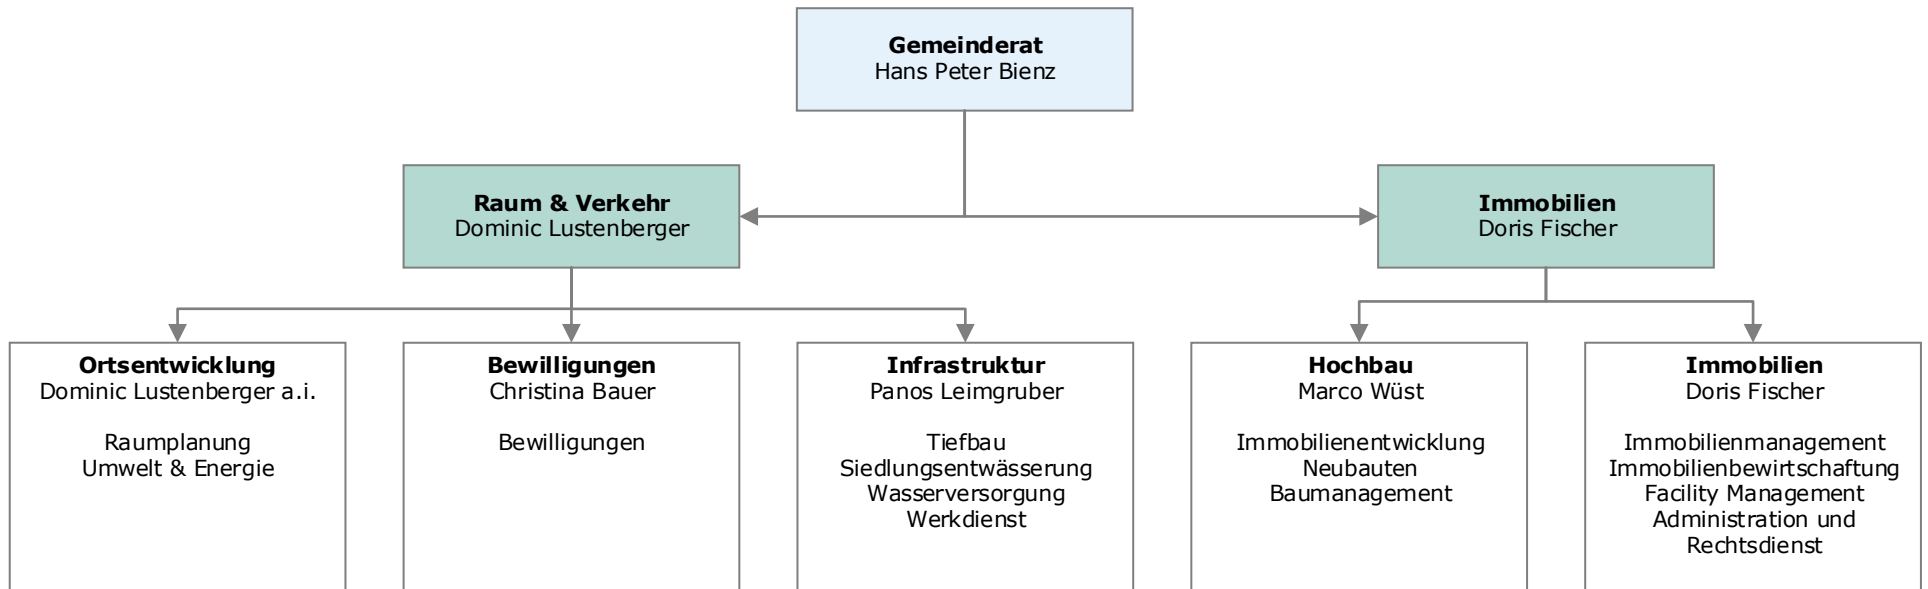 Gemeinderat
Hans Peter Bienz
Raum & Verkehr
Dominic Lustenberger
Immobilien
Doris Fischer
Ortsentwicklung
Dominic Lustenberger a.i.
Raumplanung
Umwelt & Energie
Bewilligungen
Christina Bauer
Bewilligungen
Infrastruktur
Panos Leimgruber
Tiefbau
Siedlungsentwässerung
Wasserversorgung
Werkdienst
Hochbau
Marco Wüst
Immobilienentwicklung
Neubauten
Baumanagement
Immobilien
Doris Fischer
Immobilienmanagement
Immobilienbewirtschaftung
Facility Management
Administration und
Rechtsdienst